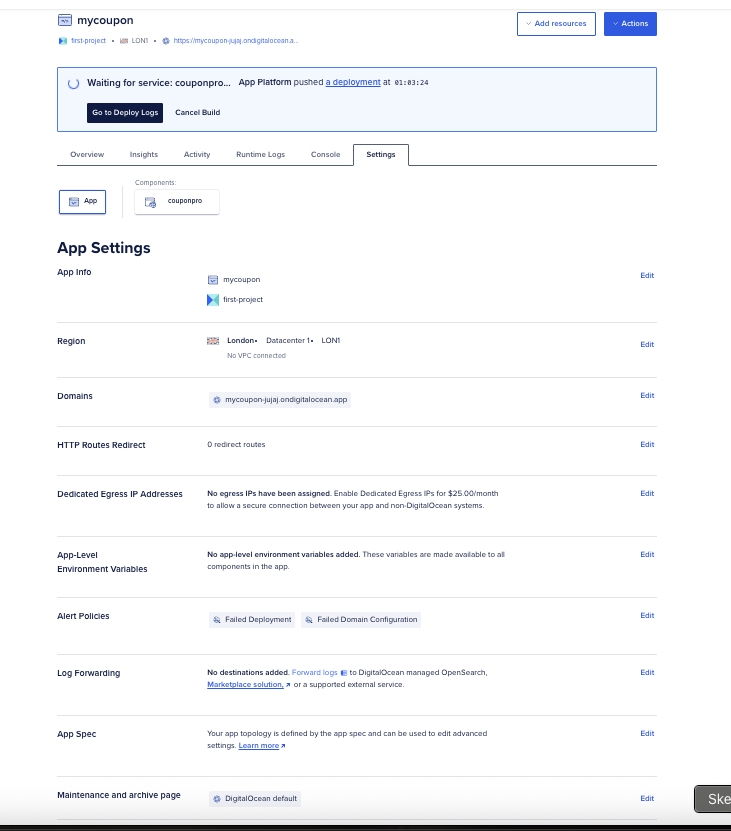 mycoupon
Add resources
Actions
first-project • LON1 • https://mycoupon-jujaj.ondigitalocean.a...
Waiting for service: couponpro... App Platform pushed a deployment at 01:03:24
Go to Deploy Logs Cancel Build
Overview Insights Activity Runtime Logs Console Settings
Components:
App couponpro
App Settings
App Info
mycoupon
Edit
first-project
Region
London• Datacenter 1• LON1
Edit
No VPC connected
Domains
mycoupon-jujaj.ondigitalocean.app
Edit
HTTP Routes Redirect
0 redirect routes
Edit
Dedicated Egress IP Addresses
No egress IPs have been assigned. Enable Dedicated Egress IPs for $25.00/month
to allow a secure connection between your app and non-DigitalOcean systems.
Edit
App-Level
Environment Variables
No app-level environment variables added. These variables are made available to all
components in the app.
Edit
Alert Policies
Failed Deployment Failed Domain Configuration
Edit
Log Forwarding
No destinations added. Forward logs to DigitalOcean managed OpenSearch,
Marketplace solution, or a supported external service.
Edit
App Spec
Your app topology is defined by the app spec and can be used to edit advanced
settings. Learn more
Edit
Maintenance and archive page
DigitalOcean default
Edit
Ske